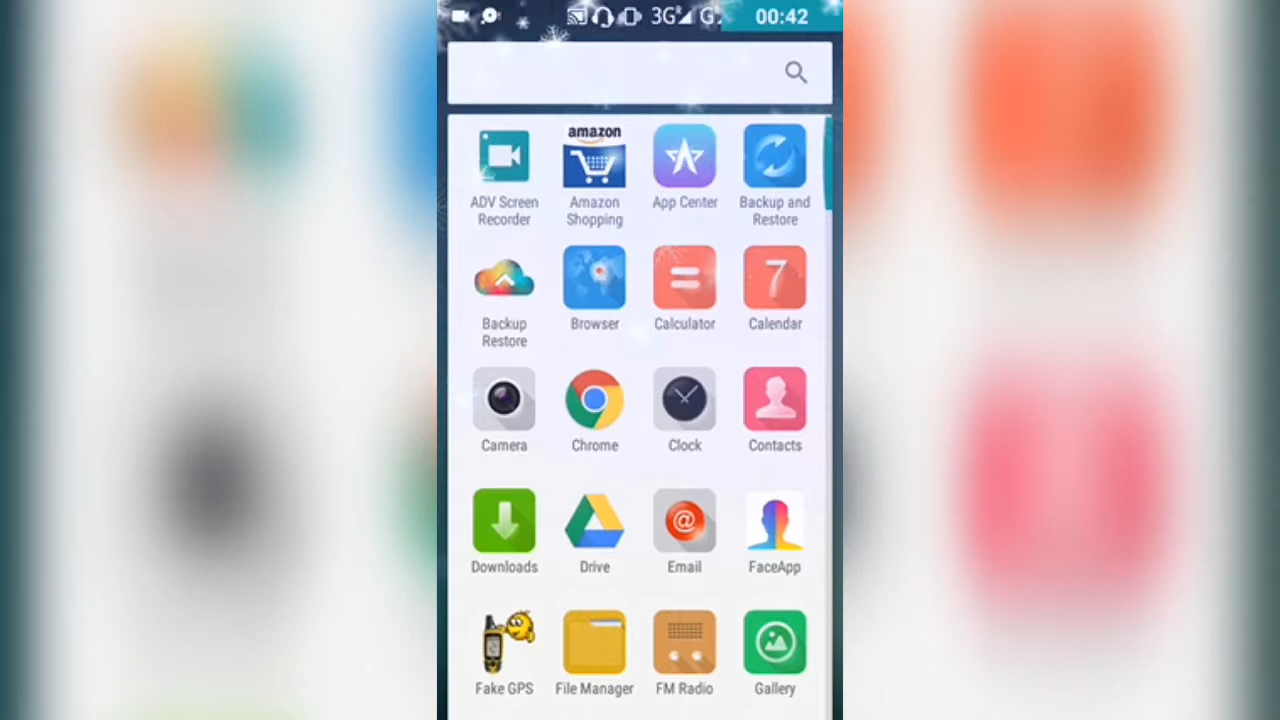 3G G 00:42
amazon
ADV Screen Recorder
Amazon Shopping
App Center
Backup and Restore
7
Backup Restore
Browser
Calculator
Calendar
Camera
Chrome
Clock
Contacts
@
Downloads
Drive
Email
FaceApp
Fake GPS
File Manager
FM Radio
Gallery